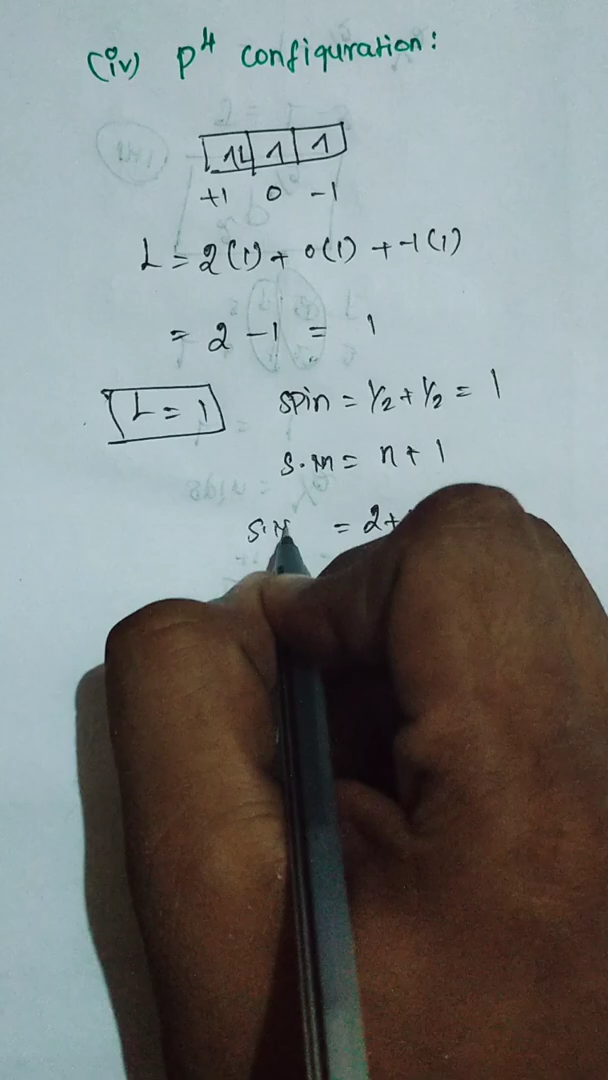 (iv) p⁴ configuration:
1L 1 1
+1 0 -1
L = 2(1) + 0(1) + -1(1)
= 2 - 1 = 1
L = 1
spin = 1/2 + 1/2 = 1
S.M = n + 1
S.M = 2+